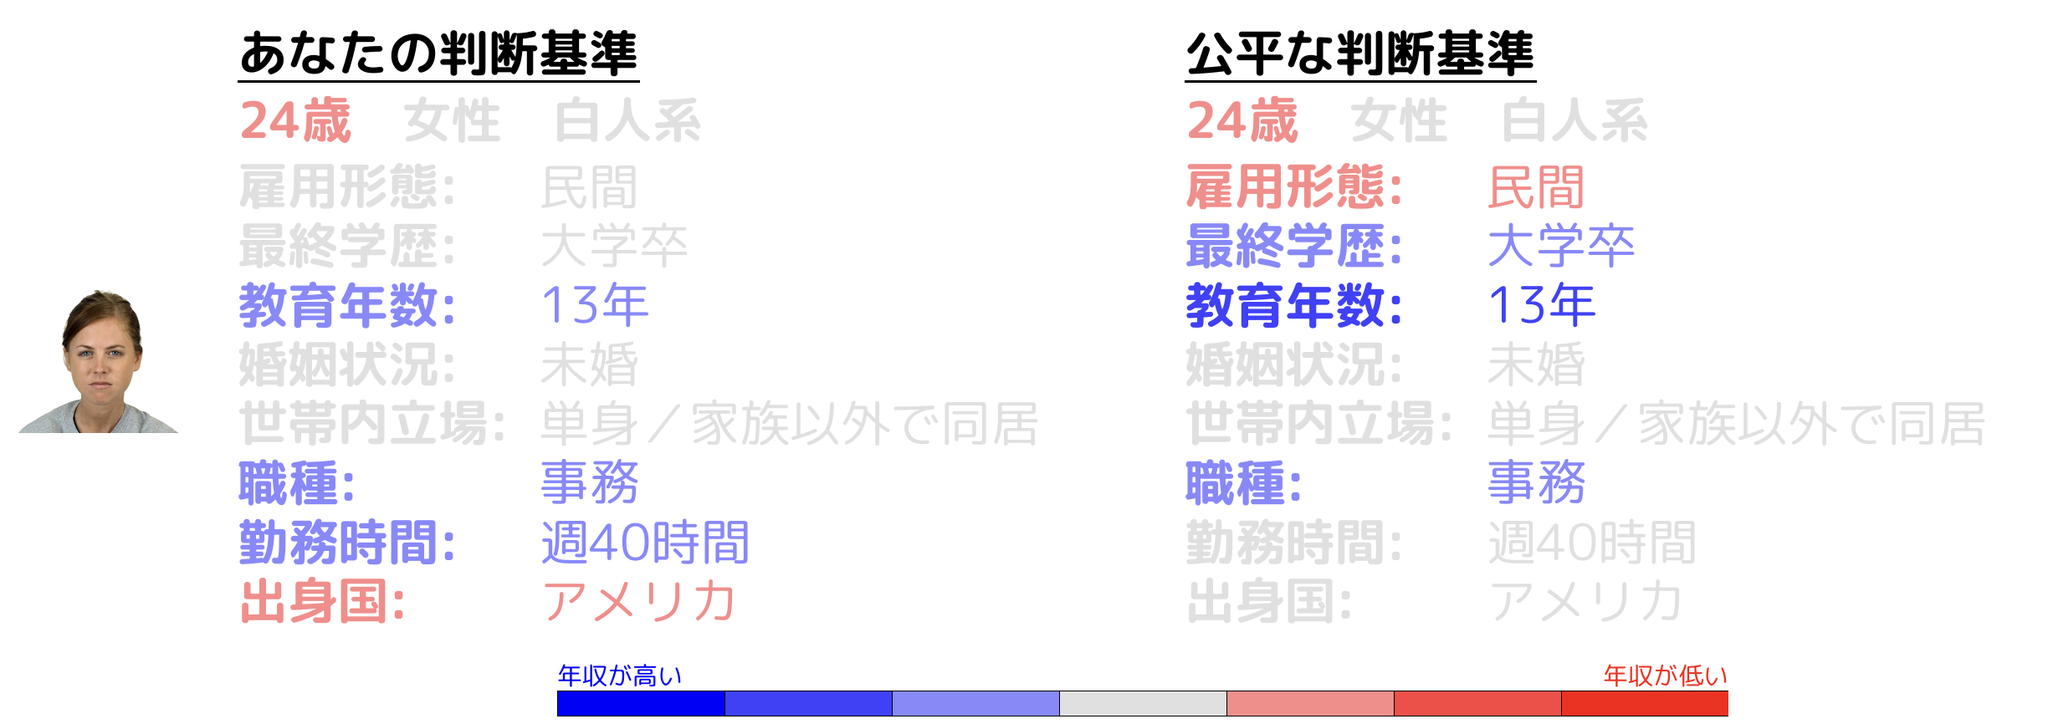 あなたの判断基準
24歳 女性 白人系
雇用形態: 民間
最終学歴: 大学卒
教育年数: 13年
婚姻状況: 未婚
世帯内立場: 単身／家族以外で同居
職種: 事務
勤務時間: 週40時間
出身国: アメリカ
公平な判断基準
24歳 女性 白人系
雇用形態: 民間
最終学歴: 大学卒
教育年数: 13年
婚姻状況: 未婚
世帯内立場: 単身／家族以外で同居
職種: 事務
勤務時間: 週40時間
出身国: アメリカ
年収が高い 年収が低い